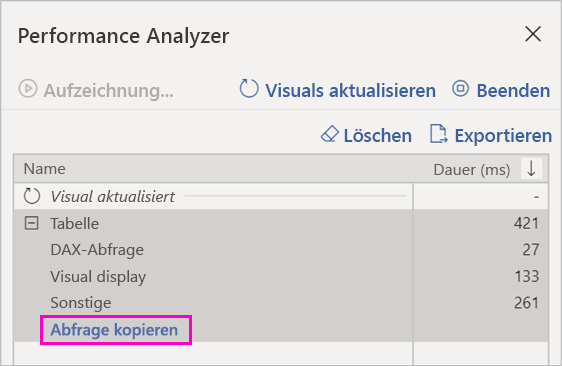 Performance Analyzer
Aufzeichnung... Visuals aktualisieren Beenden
Löschen Exportieren
Name Dauer (ms)
Visual aktualisiert -
Tabelle 421
DAX-Abfrage 27
Visual display 133
Sonstige 261
Abfrage kopieren